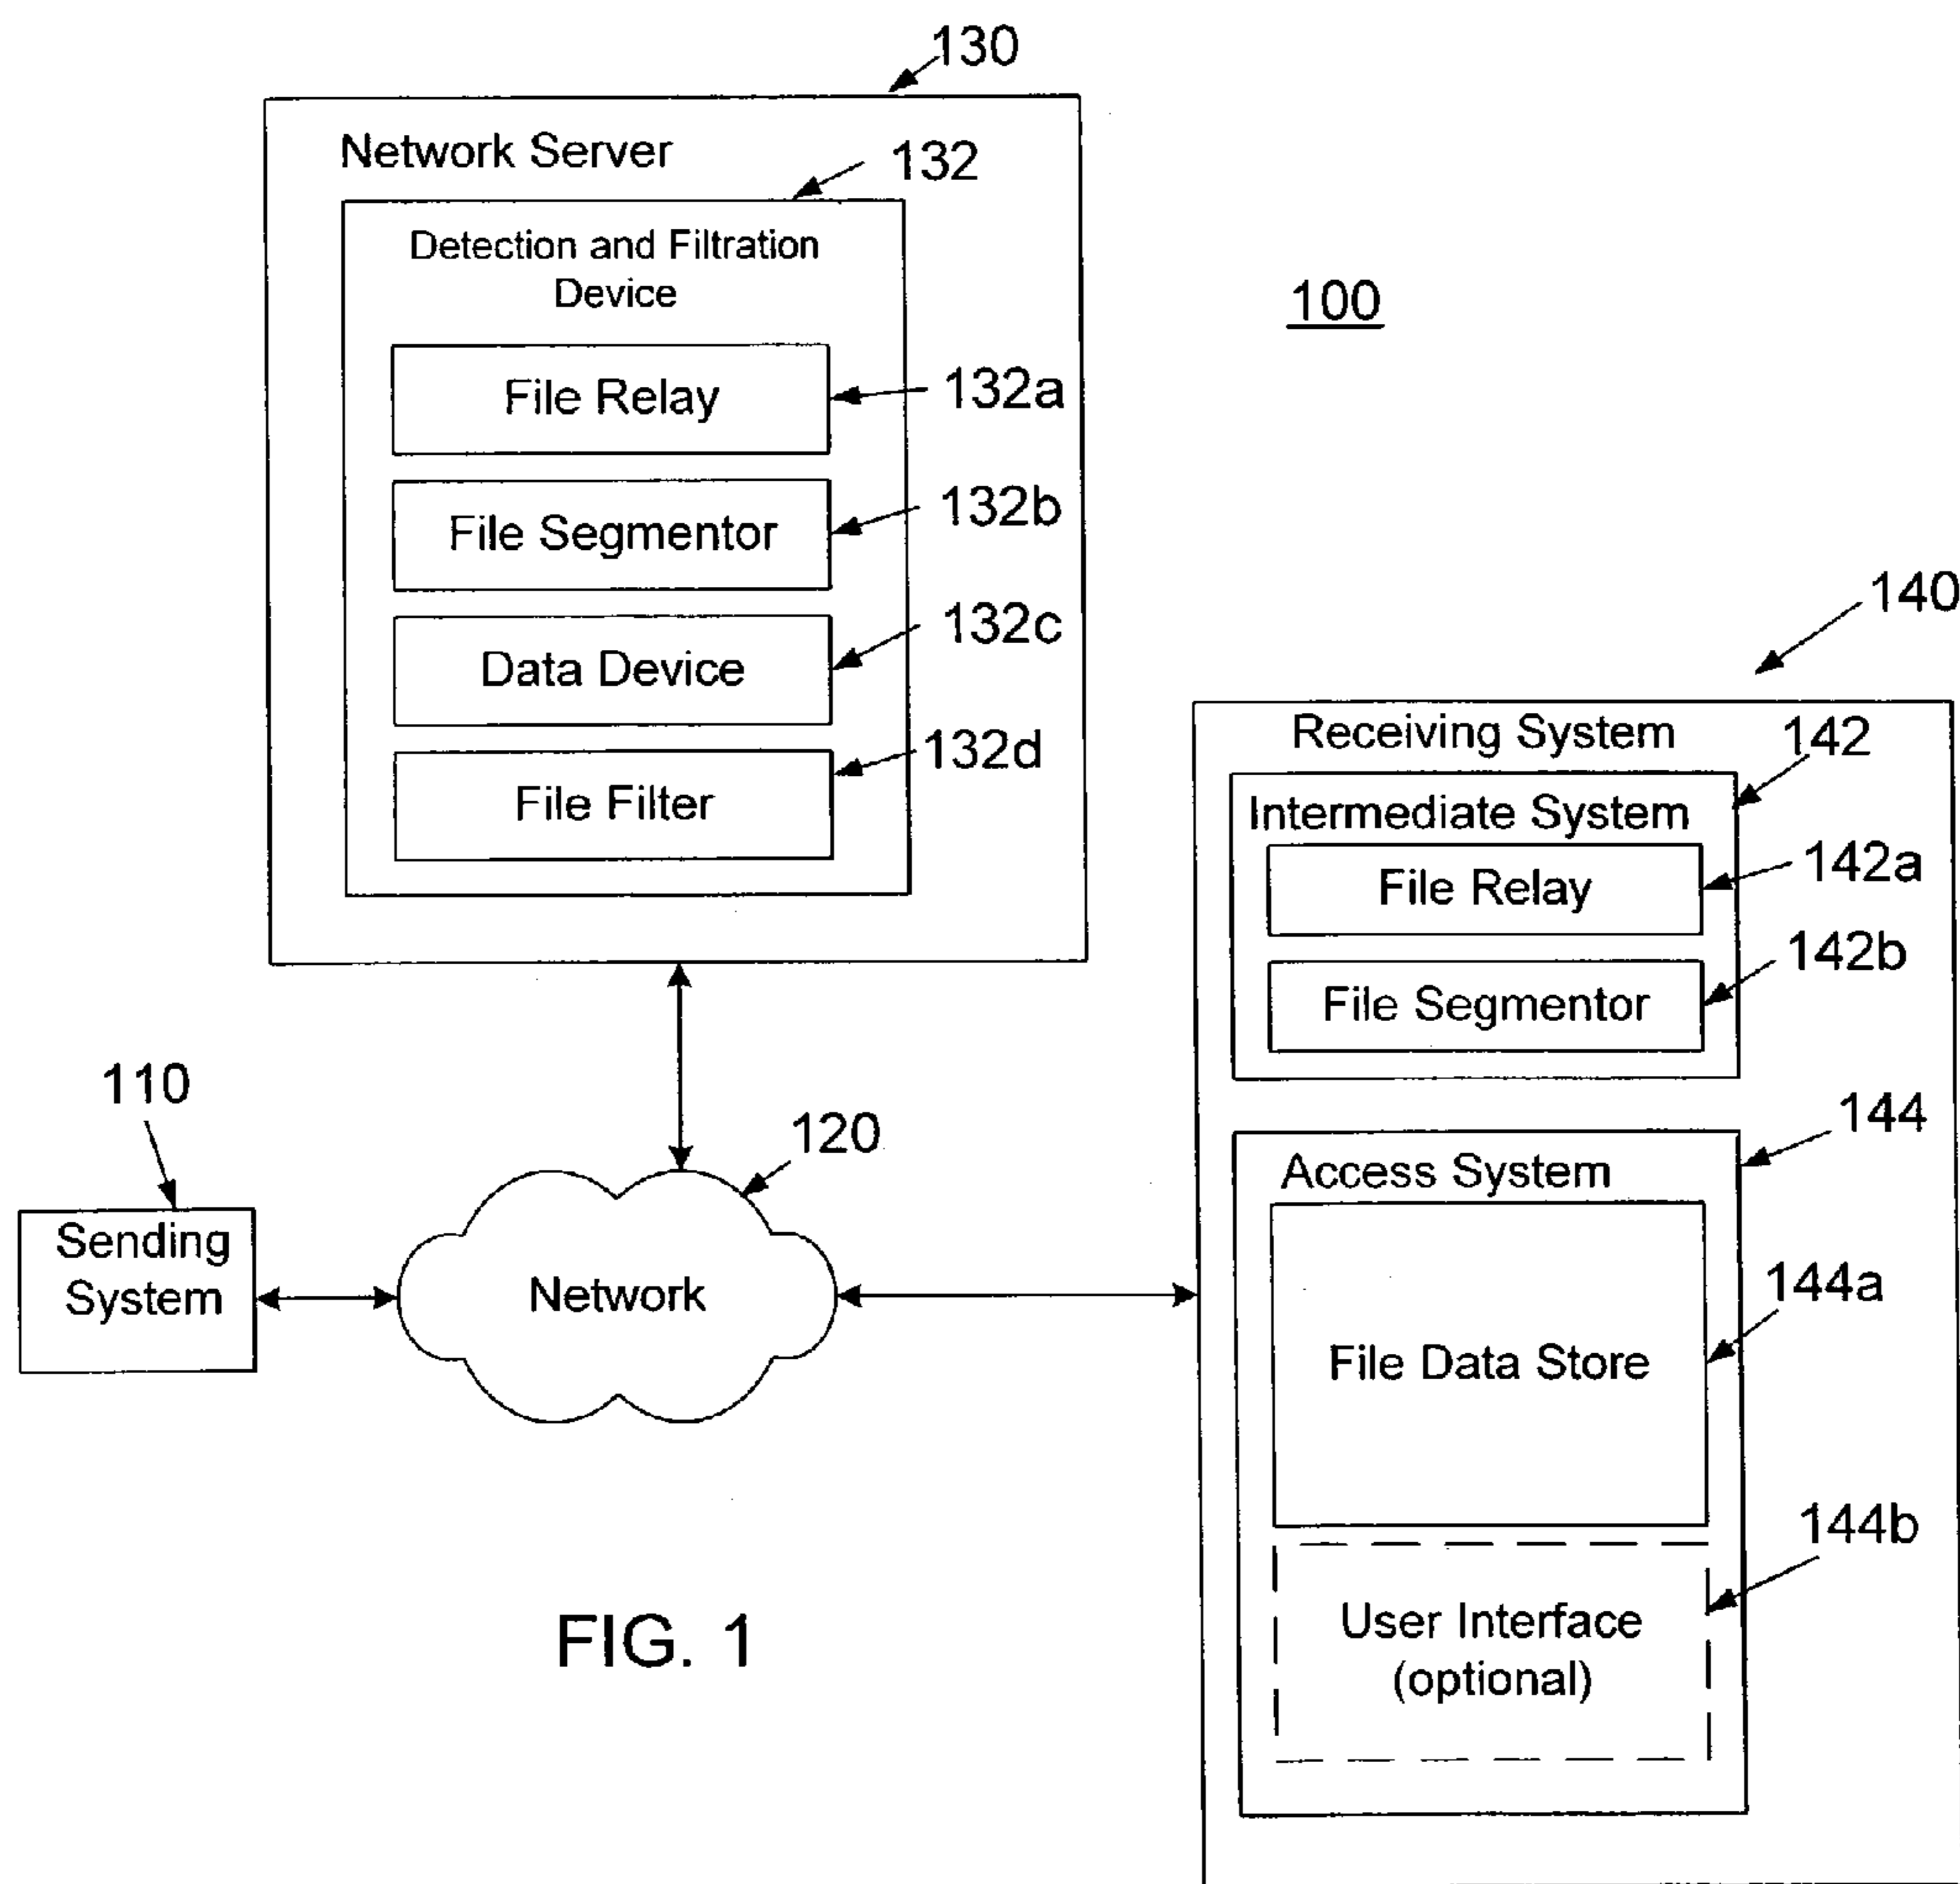 130
Network Server
132
Detection and Filtration
Device
100
File Relay
132a
File Segmentor
132b
Data Device
132c
File Filter
132d
140
Receiving System
142
Intermediate System
File Relay
142a
File Segmentor
142b
110
Sending
System
120
Network
144
Access System
File Data Store
144a
User Interface
(optional)
144b
FIG. 1